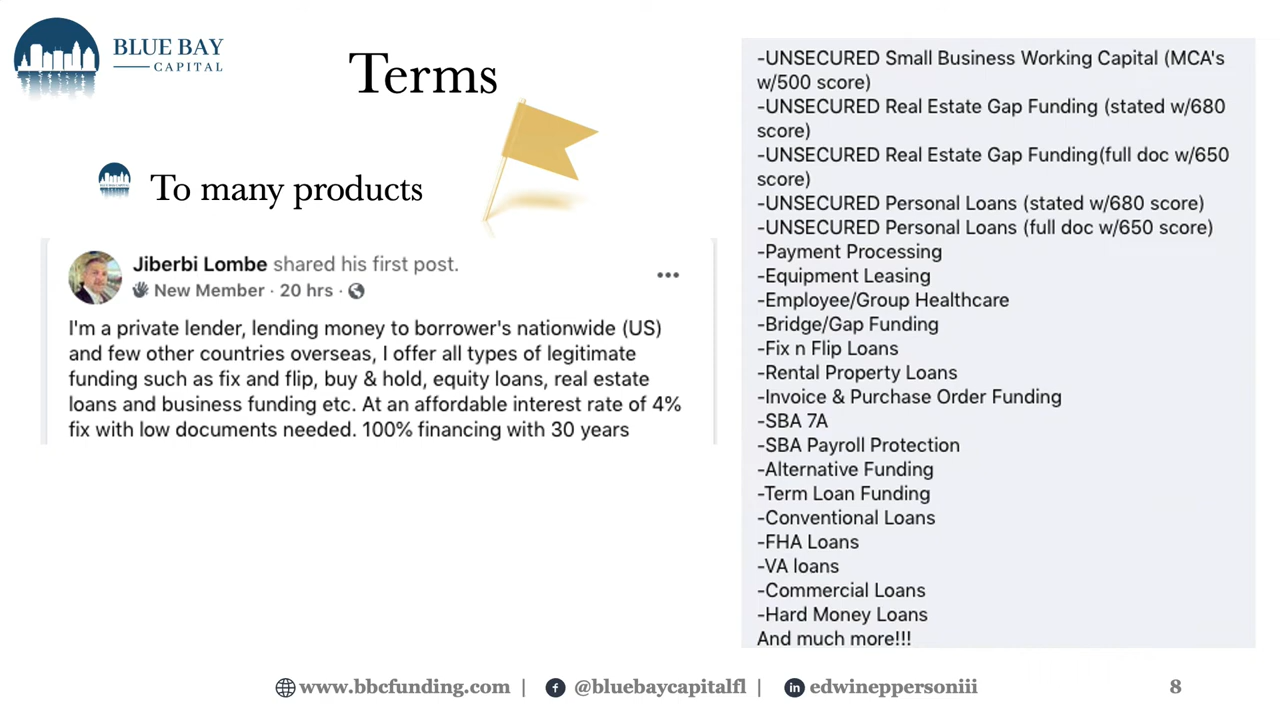 BLUE BAY
CAPITAL
Terms
To many products
Jiberbi Lombe shared his first post.
New Member · 20 hrs ·
I'm a private lender, lending money to borrower's nationwide (US)
and few other countries overseas, I offer all types of legitimate
funding such as fix and flip, buy & hold, equity loans, real estate
loans and business funding etc. At an affordable interest rate of 4%
fix with low documents needed. 100% financing with 30 years
-UNSECURED Small Business Working Capital (MCA's
w/500 score)
-UNSECURED Real Estate Gap Funding (stated w/680
score)
-UNSECURED Real Estate Gap Funding(full doc w/650
score)
-UNSECURED Personal Loans (stated w/680 score)
-UNSECURED Personal Loans (full doc w/650 score)
-Payment Processing
-Equipment Leasing
-Employee/Group Healthcare
-Bridge/Gap Funding
-Fix n Flip Loans
-Rental Property Loans
-Invoice & Purchase Order Funding
-SBA 7A
-SBA Payroll Protection
-Alternative Funding
-Term Loan Funding
-Conventional Loans
-FHA Loans
-VA loans
-Commercial Loans
-Hard Money Loans
And much more!!!
www.bbcfunding.com | @bluebaycapitalfl | edwineppersoniii
8